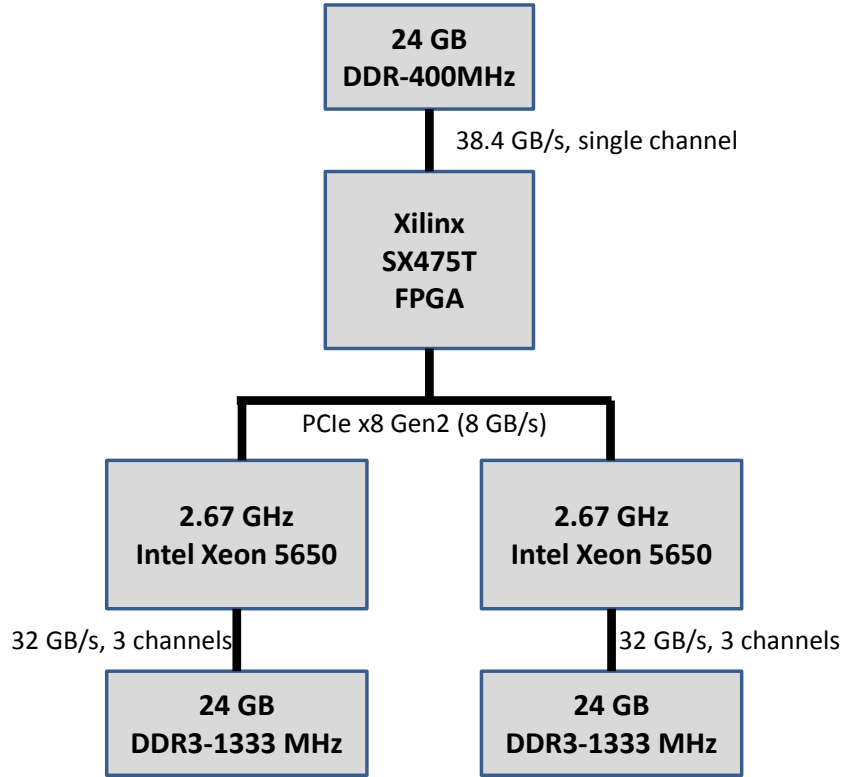 24 GB
DDR-400MHz
38.4 GB/s, single channel
Xilinx
SX475T
FPGA
PCIe x8 Gen2 (8 GB/s)
2.67 GHz
Intel Xeon 5650
2.67 GHz
Intel Xeon 5650
32 GB/s, 3 channels
32 GB/s, 3 channels
24 GB
DDR3-1333 MHz
24 GB
DDR3-1333 MHz